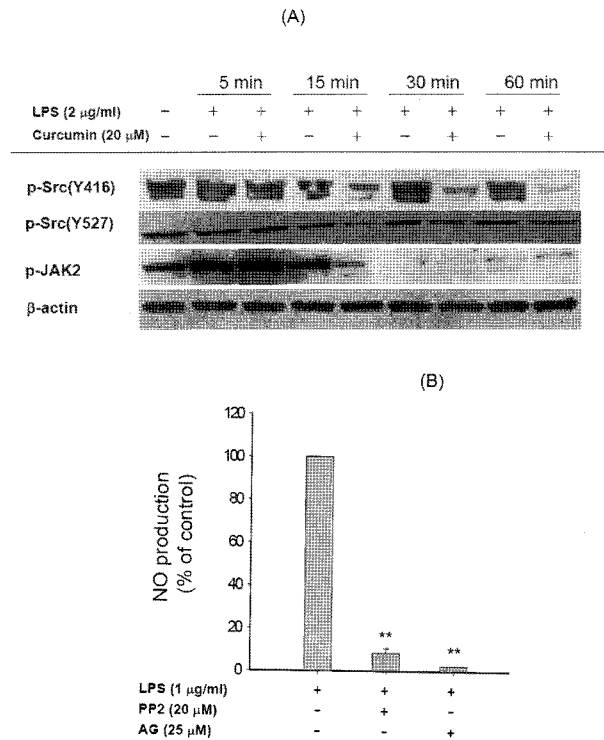 (A)
5 min 15 min 30 min 60 min
LPS (2 µg/ml) – + + + + + + + +
Curcumin (20 µM) – – + – + – + – +
p-Src(Y416)
p-Src(Y527)
p-JAK2
β-actin
(B)
NO production
(% of control)
120
100
80
60
40
20
0
**
**
LPS (1 µg/ml) + + +
PP2 (20 µM) - + -
AG (25 µM) - - +